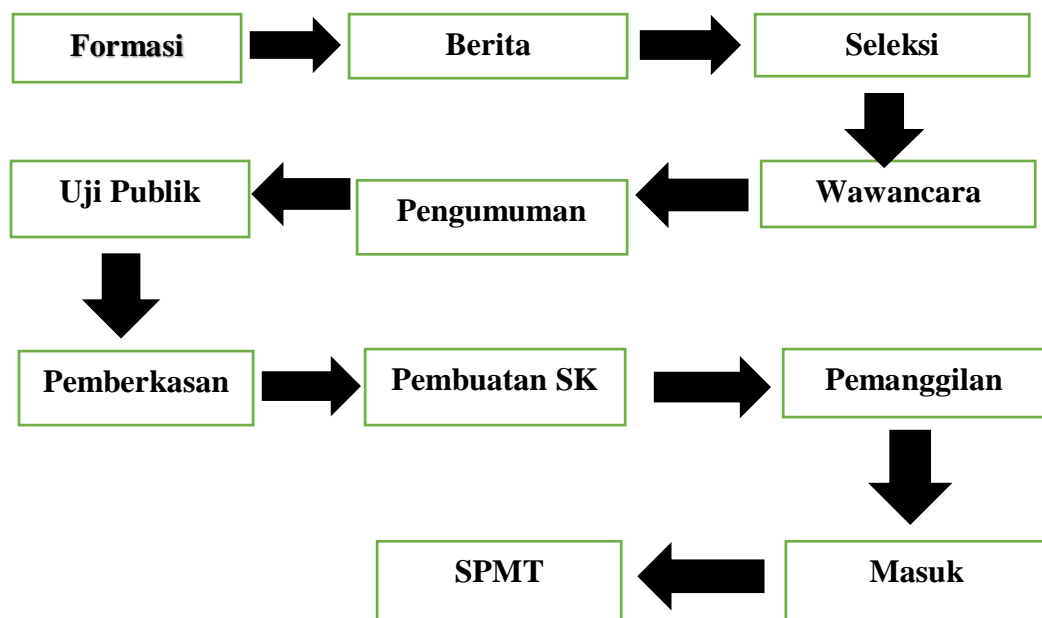 Formasi
Berita
Seleksi
Wawancara
Pengumuman
Uji Publik
Pemberkasan
Pembuatan SK
Pemanggilan
Masuk
SPMT